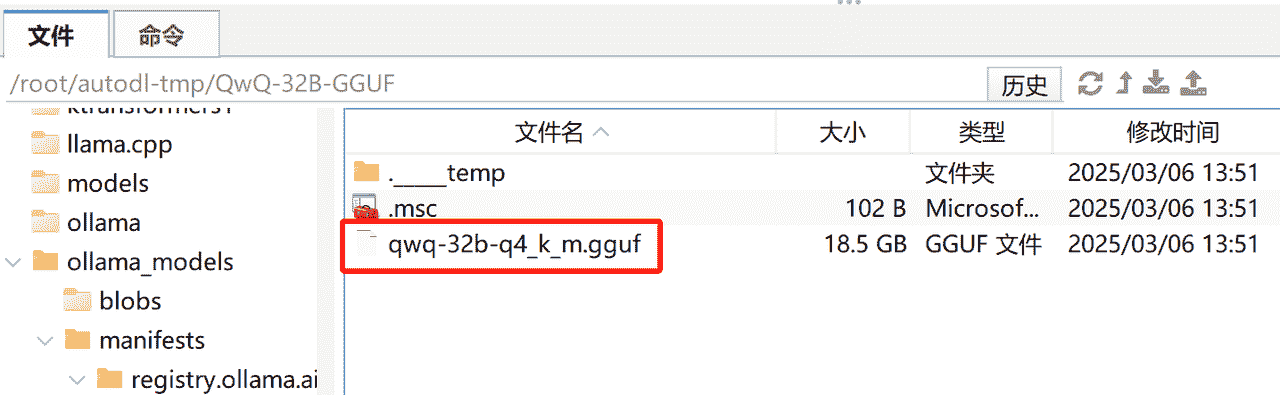 文件 命令
/root/autodl-tmp/QwQ-32B-GGUF 历史
ktransformers1
llama.cpp
models
ollama
ollama_models
blobs
manifests
registry.ollama.ai
文件名 大小 类型 修改时间
._____temp 文件夹 2025/03/06 13:51
.msc 102 B Microsof... 2025/03/06 13:51
qwq-32b-q4_k_m.gguf 18.5 GB GGUF 文件 2025/03/06 13:51